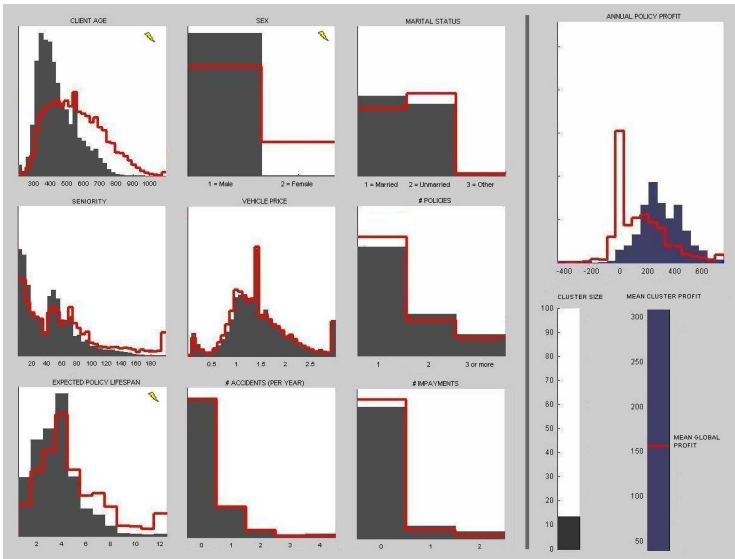 CLIENT AGE
300 400 500 600 700 800 900 1000
SEX
1 = Male 2 = Female
MARITAL STATUS
1 = Married 2 = Unmarried 3 = Other
SENIORITY
20 40 60 80 100 120 140 160 180
VEHICLE PRICE
0.5 1 1.5 2 2.5
# POLICIES
1 2 3 or more
EXPECTED POLICY LIFESPAN
2 4 6 8 10 12
# ACCIDENTS (PER YEAR)
0 1 2 3 4
# IMPAYMENTS
0 1 2
ANNUAL POLICY PROFIT
-400 -200 0 200 400 600
CLUSTER SIZE
100
90
80
70
60
50
40
30
20
10
0
MEAN CLUSTER PROFIT
300
250
200
150
100
50
MEAN GLOBAL
PROFIT